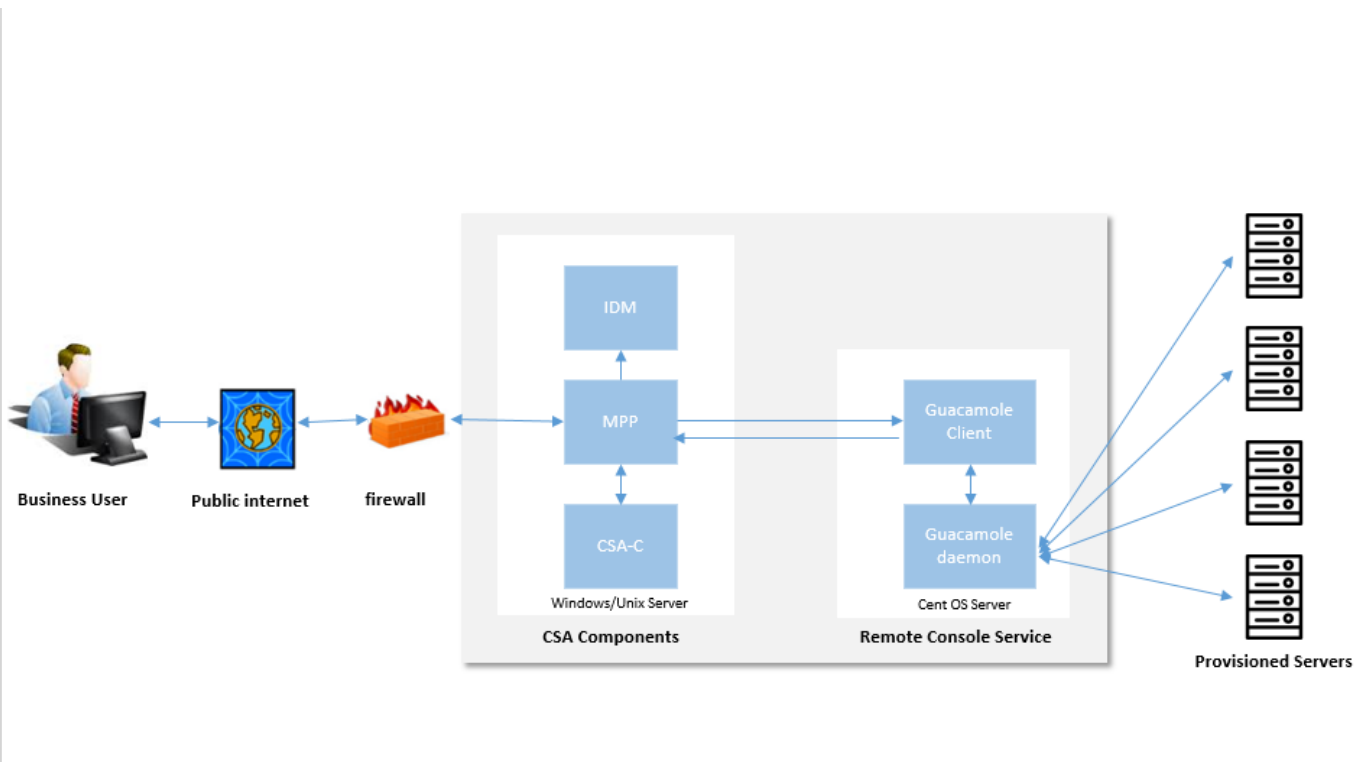 IDM
MPP
Guacamole
Client
Business User
Public internet
firewall
CSA-C
Guacamole
daemon
Windows/Unix Server
Cent OS Server
CSA Components
Remote Console Service
Provisioned Servers